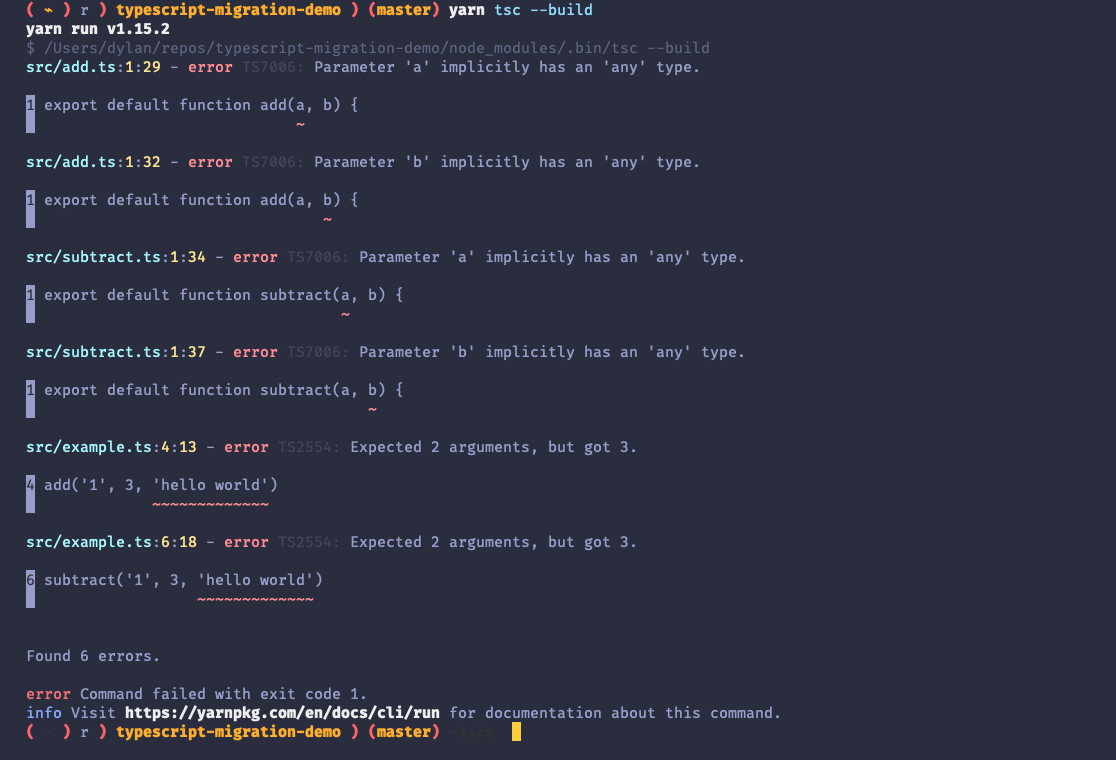 ( ~ ) r ) typescript-migration-demo ) (master) yarn tsc --build
yarn run v1.15.2
$ /Users/dylan/repos/typescript-migration-demo/node_modules/.bin/tsc --build
src/add.ts:1:29 - error TS7006: Parameter 'a' implicitly has an 'any' type.
1 export default function add(a, b) {
~
src/add.ts:1:32 - error TS7006: Parameter 'b' implicitly has an 'any' type.
1 export default function add(a, b) {
~
src/subtract.ts:1:34 - error TS7006: Parameter 'a' implicitly has an 'any' type.
1 export default function subtract(a, b) {
~
src/subtract.ts:1:37 - error TS7006: Parameter 'b' implicitly has an 'any' type.
1 export default function subtract(a, b) {
~
src/example.ts:4:13 - error TS2554: Expected 2 arguments, but got 3.
4 add('1', 3, 'hello world')
~~~~~~~~~~~~~
src/example.ts:6:18 - error TS2554: Expected 2 arguments, but got 3.
6 subtract('1', 3, 'hello world')
~~~~~~~~~~~~~
Found 6 errors.
error Command failed with exit code 1.
info Visit https://yarnpkg.com/en/docs/cli/run for documentation about this command.
( ~ ) r ) typescript-migration-demo ) (master)